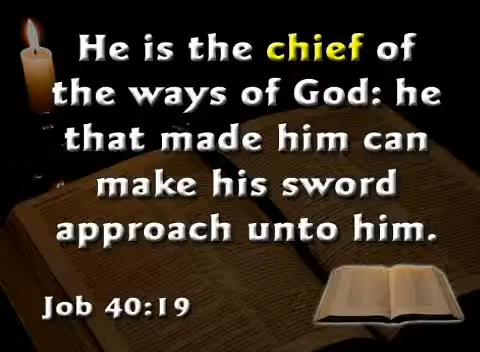 He is the chief of
the ways of God: he
that made him can
make his sword
approach unto him.
Job 40:19